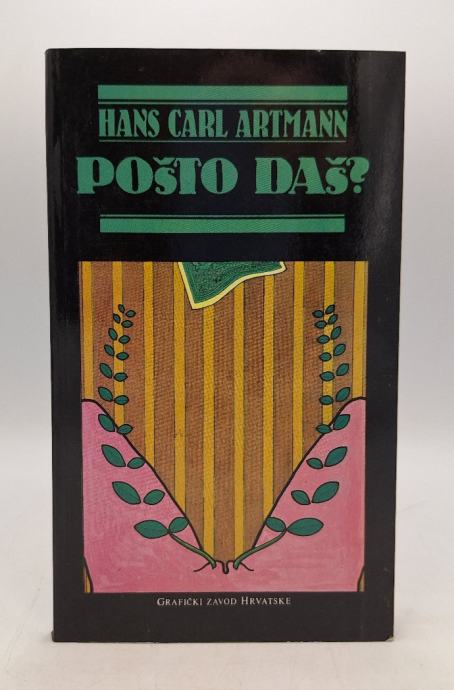 HANS CARL ARTMANN
POŠTO DAŠ?
GRAFIČKI ZAVOD HRVATSKE